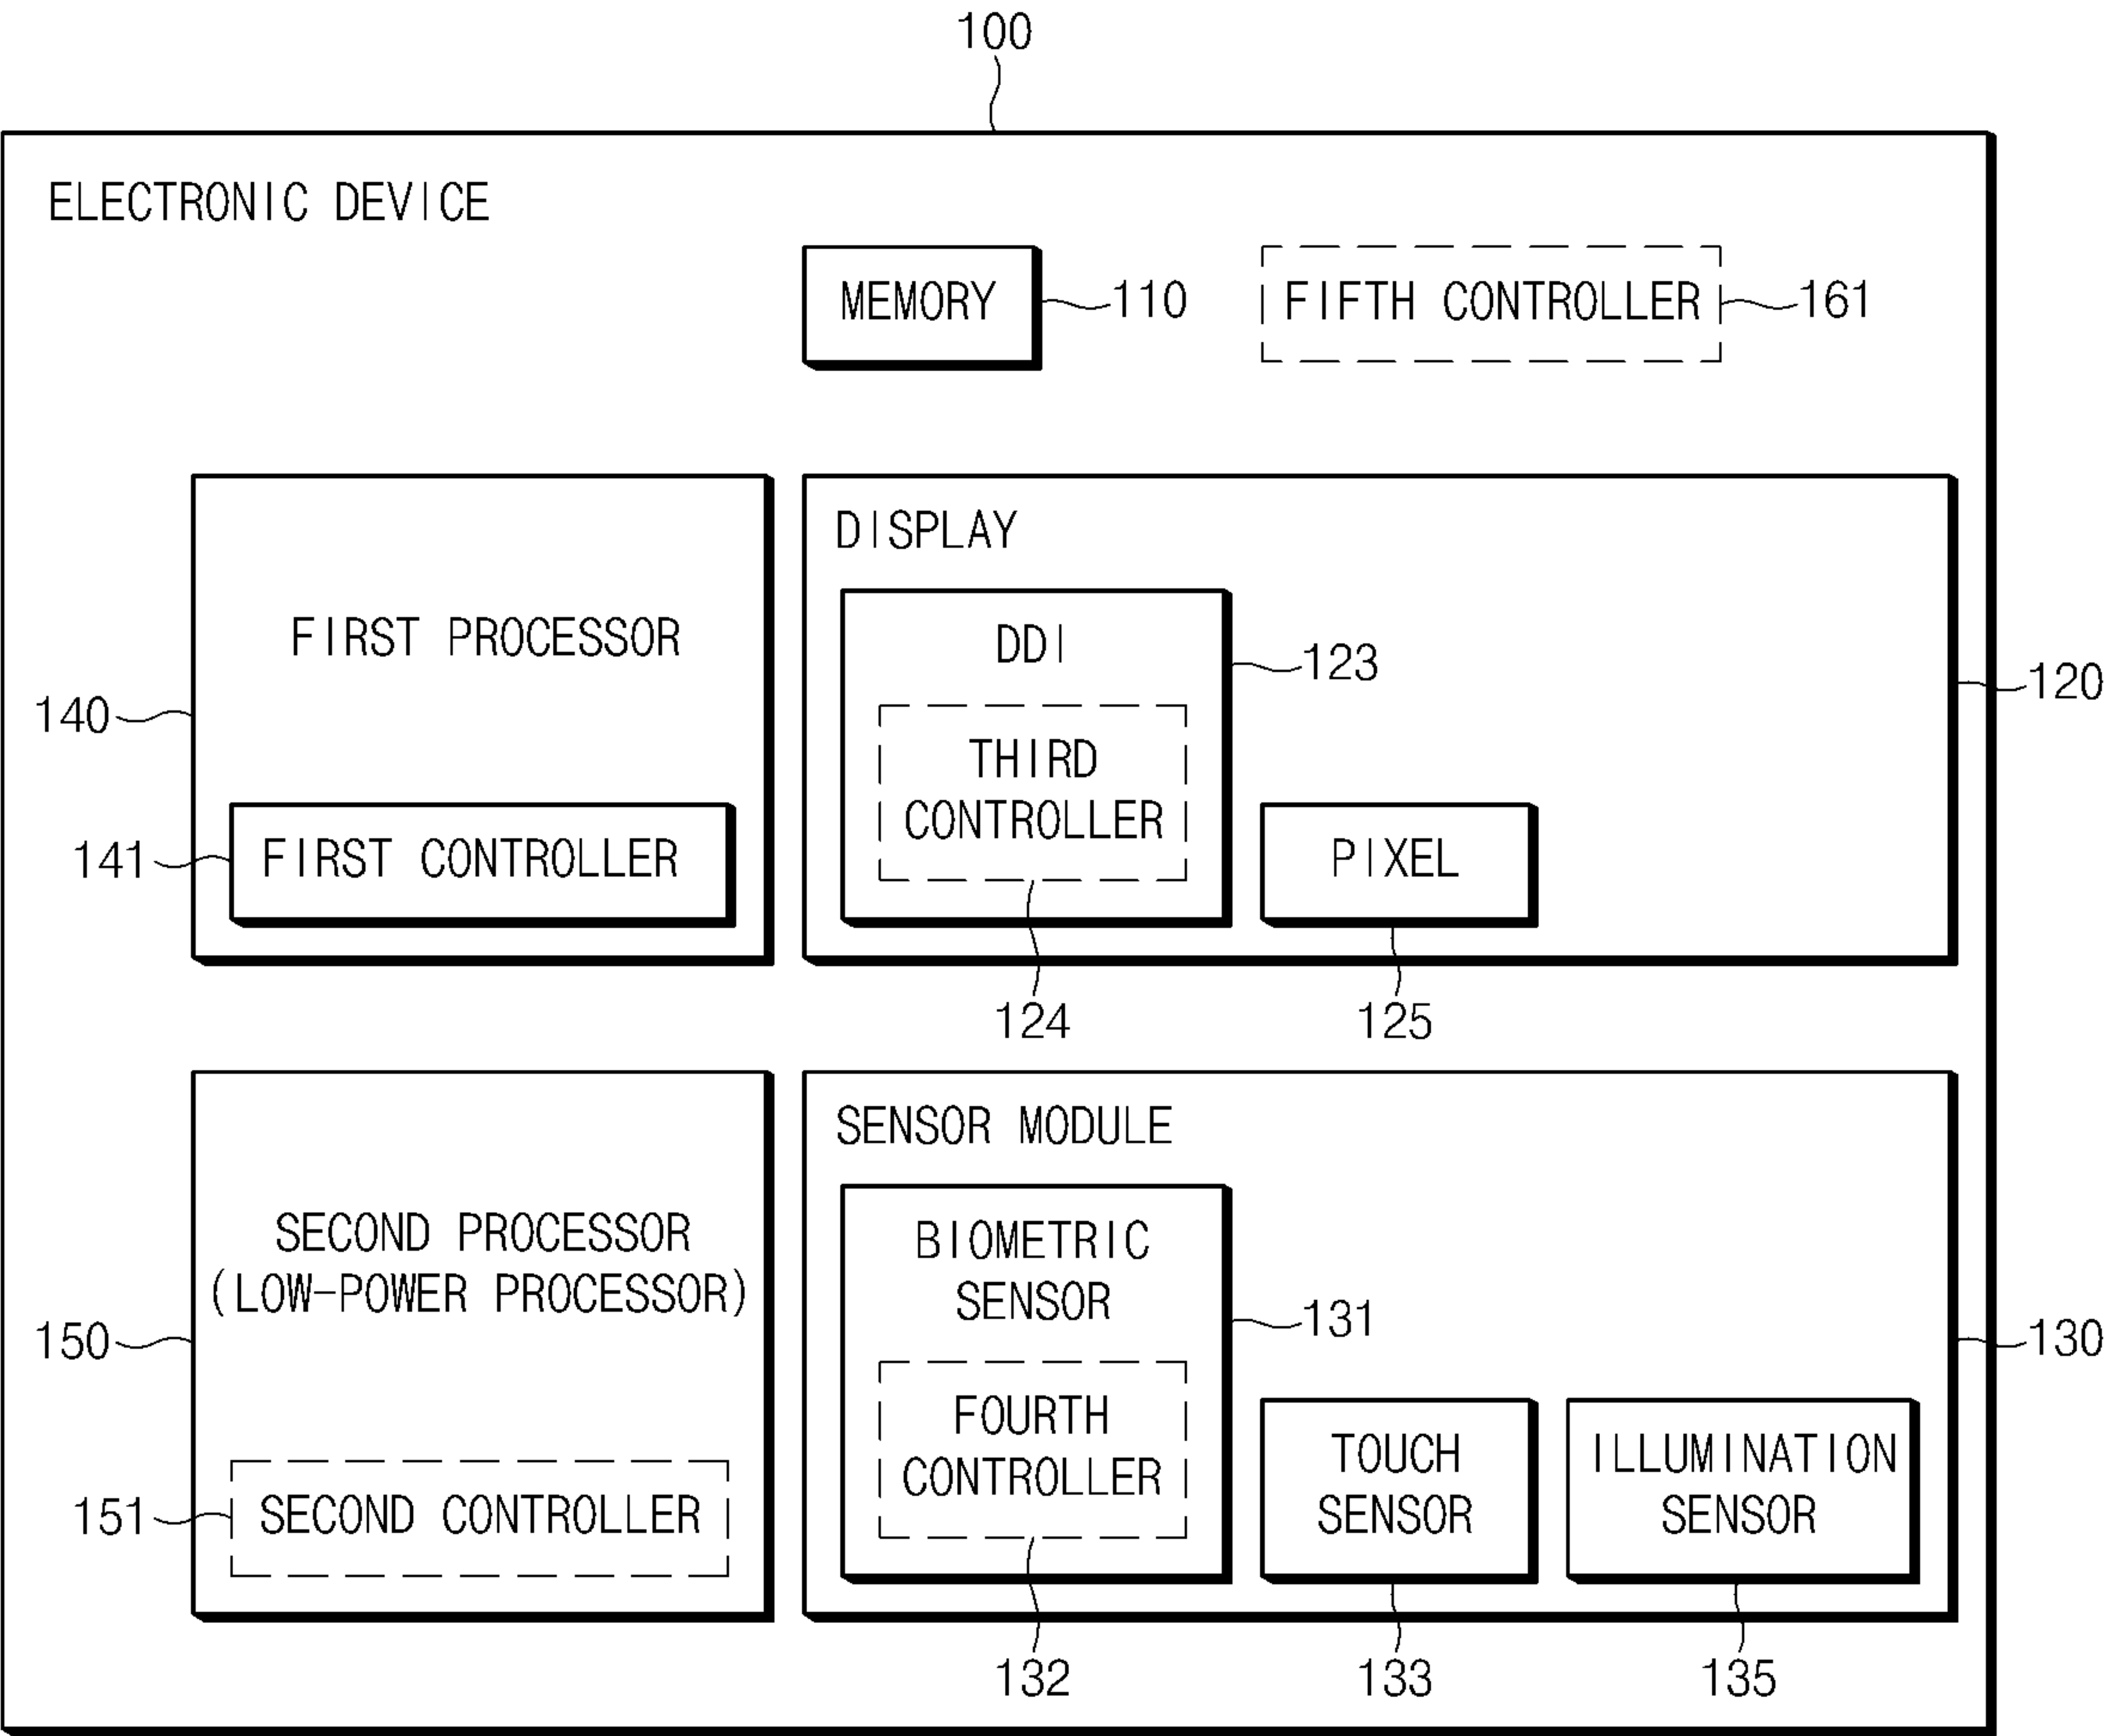 100
ELECTRONIC DEVICE
MEMORY
110
FIFTH CONTROLLER
161
FIRST PROCESSOR
140
141
FIRST CONTROLLER
DISPLAY
DDI
123
120
THIRD
CONTROLLER
PIXEL
124
125
SECOND PROCESSOR
(LOW-POWER PROCESSOR)
150
151
SECOND CONTROLLER
SENSOR MODULE
BIOMETRIC
SENSOR
131
130
FOURTH
CONTROLLER
TOUCH
SENSOR
ILLUMINATION
SENSOR
132
133
135